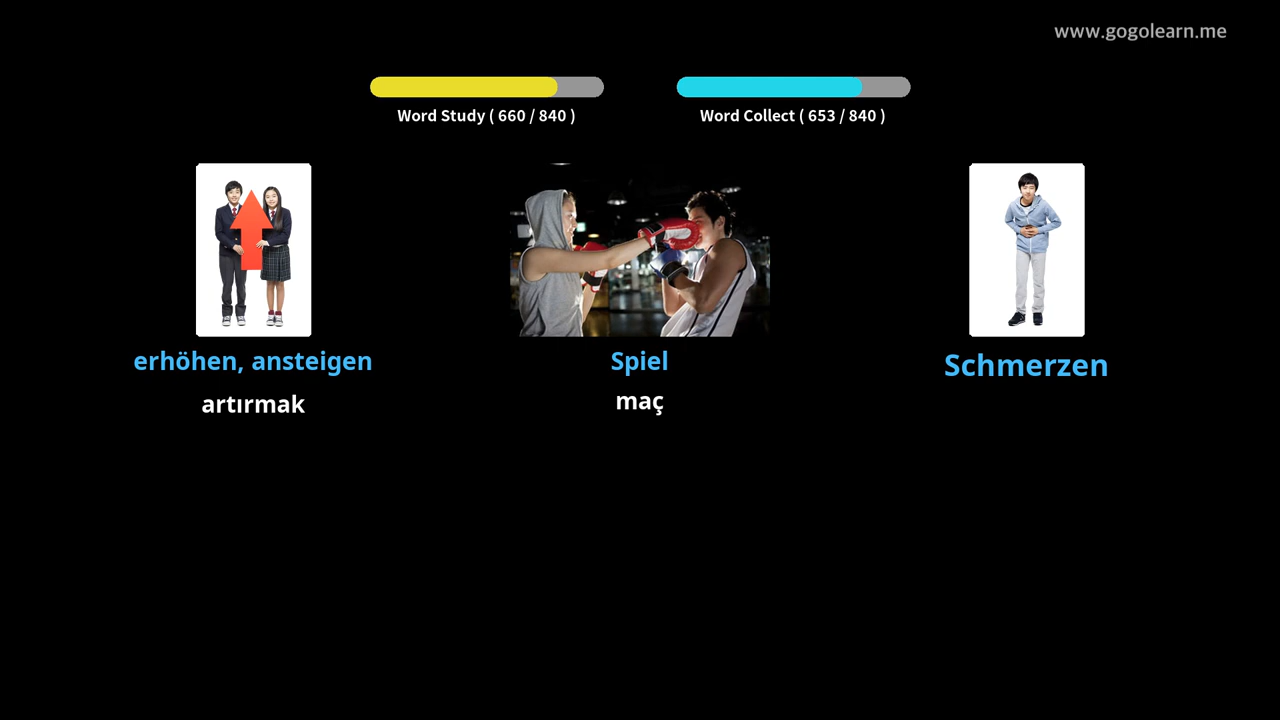 www.gogolearn.me
Word Study ( 660 / 840 )
Word Collect ( 653 / 840 )
erhöhen, ansteigen
artırmak
Spiel
maç
Schmerzen